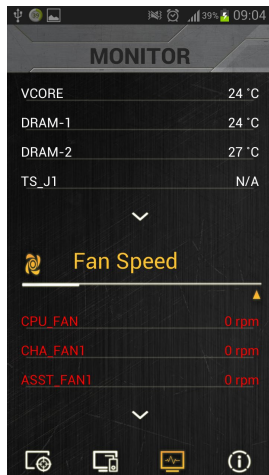 39% 09:04
MONITOR
VCORE 24 °C
DRAM-1 24 °C
DRAM-2 27 °C
TS_J1 N/A
Fan Speed
CPU_FAN 0 rpm
CHA_FAN1 0 rpm
ASST_FAN1 0 rpm